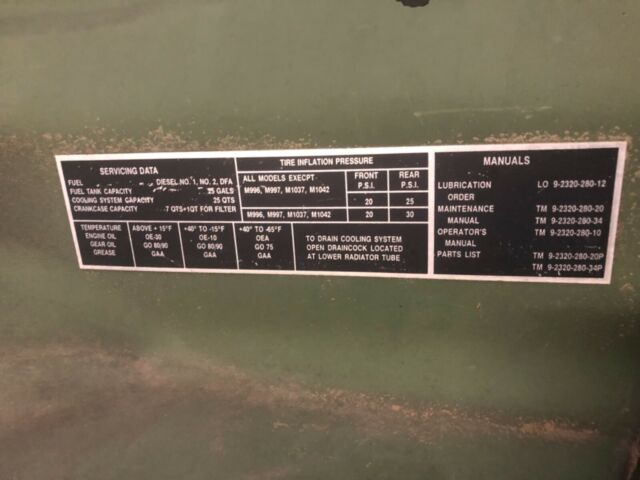 SERVICING DATA
FUEL DIESEL NO. 1, NO. 2, DFA
FUEL TANK CAPACITY 25 GALS
COOLING SYSTEM CAPACITY 25 QTS
CRANKCASE CAPACITY 7 QTS+1QT FOR FILTER
TIRE INFLATION PRESSURE
ALL MODELS EXECPT
M996, M997, M1037, M1042
FRONT P.S.I.
REAR P.S.I.
20 25
M996, M997, M1037, M1042 20 30
TEMPERATURE ABOVE + 15°F +40° TO -15°F +40° TO -65°F
ENGINE OIL OE-30 OE-10 OEA
GEAR OIL GO 80/90 GO 80/90 GO 75
GREASE GAA GAA GAA
TO DRAIN COOLING SYSTEM
OPEN DRAINCOCK LOCATED
AT LOWER RADIATOR TUBE
MANUALS
LUBRICATION LO 9-2320-280-12
ORDER
MAINTENANCE TM 9-2320-280-20
MANUAL TM 9-2320-280-34
OPERATOR'S TM 9-2320-280-10
MANUAL
PARTS LIST TM 9-2320-280-20P
TM 9-2320-280-34P